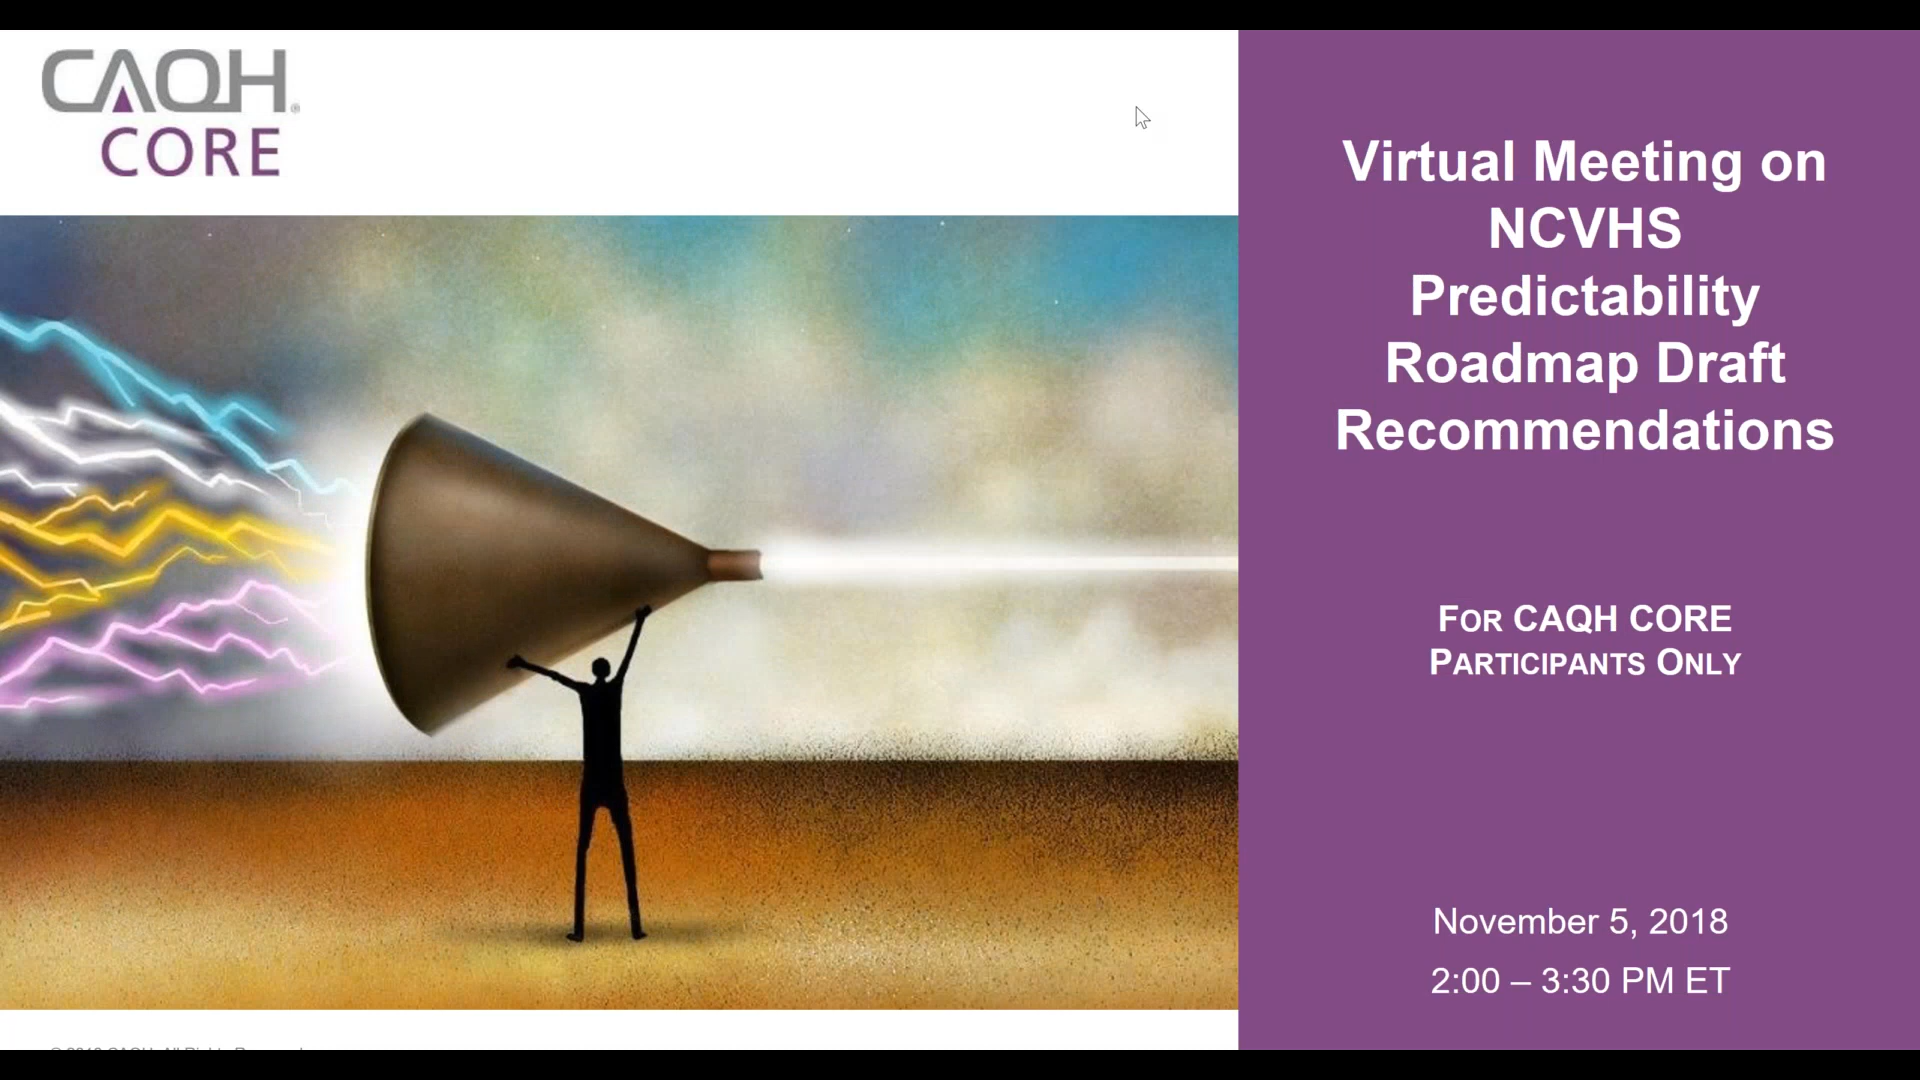 CAQH®
CORE
Virtual Meeting on
NCVHS
Predictability
Roadmap Draft
Recommendations
FOR CAQH CORE
PARTICIPANTS ONLY
November 5, 2018
2:00 – 3:30 PM ET